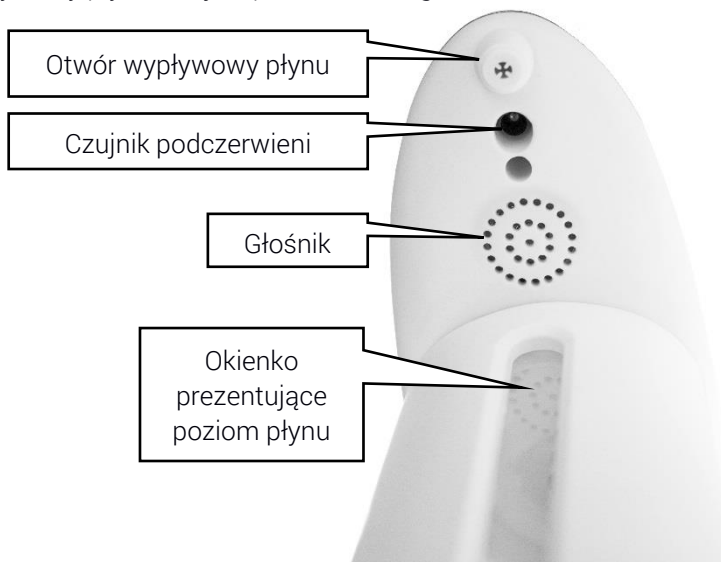 Otwór wypływowy płynu
Czujnik podczerwieni
Głośnik
Okienko
prezentujące
poziom płynu